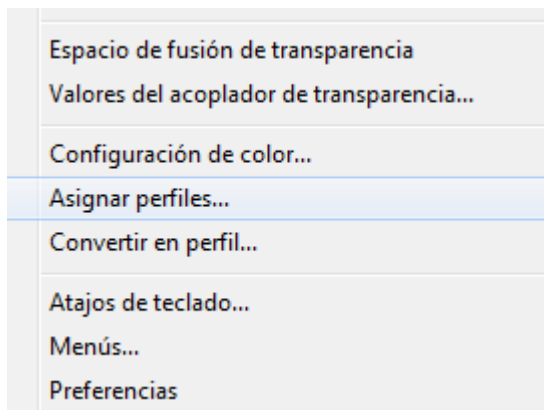 Espacio de fusión de transparencia
Valores del acoplador de transparencia...
Configuración de color...
Asignar perfiles...
Convertir en perfil...
Atajos de teclado...
Menús...
Preferencias